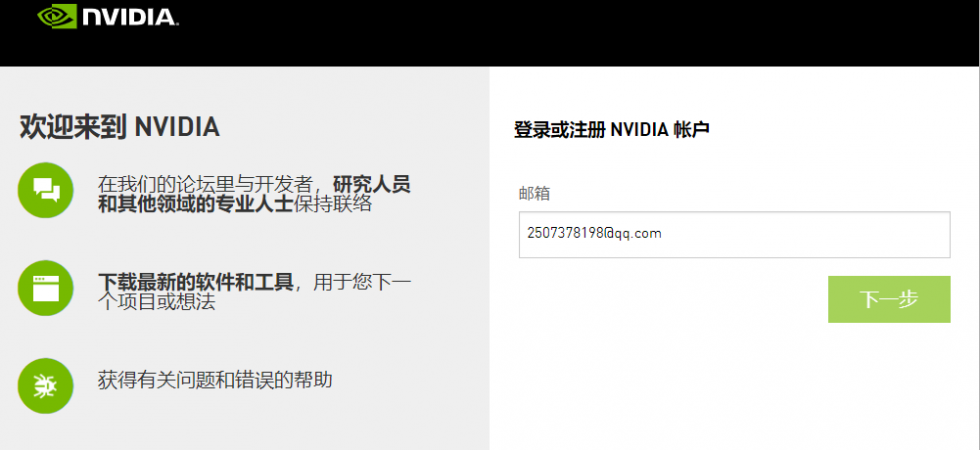 NVIDIA.
欢迎来到 NVIDIA
在我们的论坛里与开发者，研究人员
和其他领域的专业人士保持联络
下载最新的软件和工具，用于您下一
个项目或想法
获得有关问题和错误的帮助
登录或注册 NVIDIA 帐户
邮箱
2507378198@qq.com
下一步